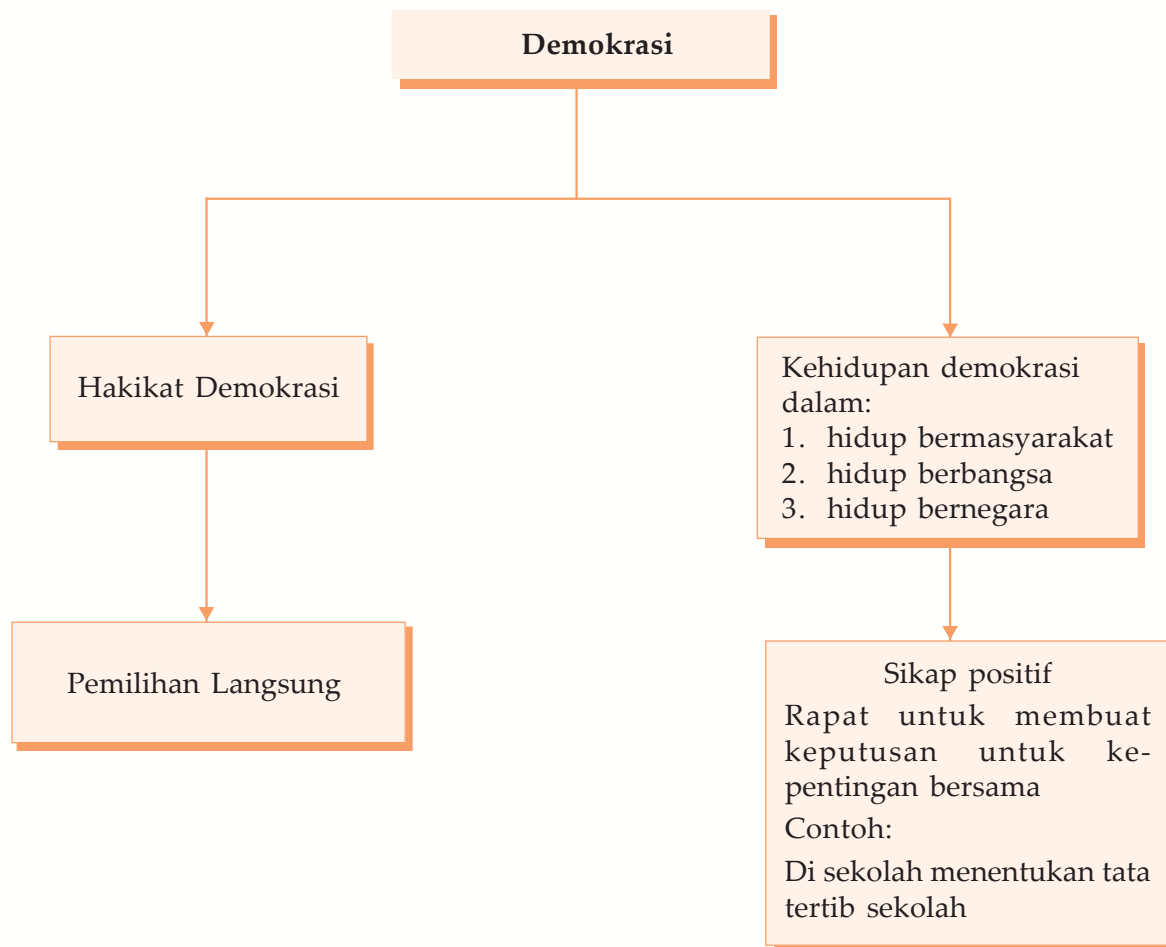 Demokrasi
Hakikat Demokrasi
Pemilihan Langsung
Kehidupan demokrasi
dalam:
1. hidup bermasyarakat
2. hidup berbangsa
3. hidup bernegara
Sikap positif
Rapat untuk membuat
keputusan untuk ke-
pentingan bersama
Contoh:
Di sekolah menentukan tata
tertib sekolah